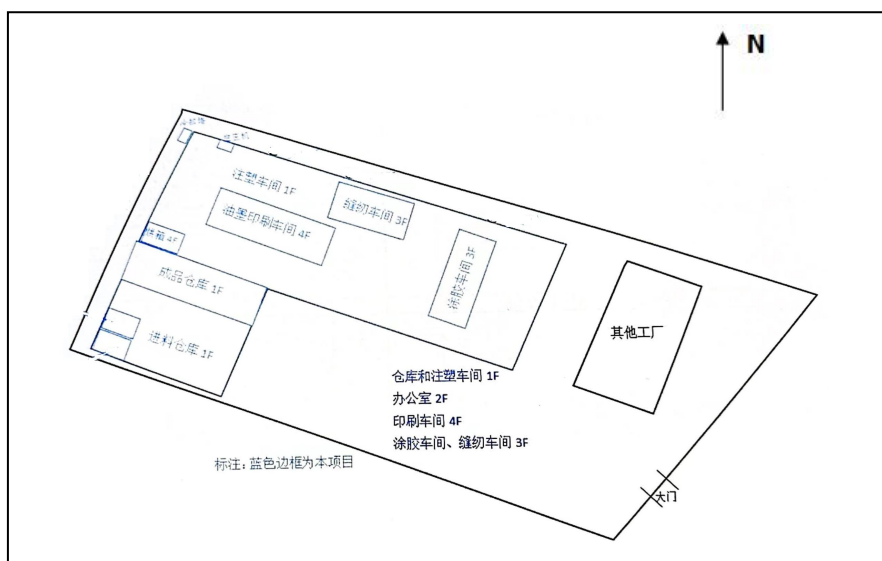 N
注塑车间 1F
缝纫车间 3F
油墨印刷车间 4F
烘箱 4F
涂胶车间 3F
成品仓库 1F
进料仓库 1F
其他工厂
仓库和注塑车间 1F
办公室 2F
印刷车间 4F
涂胶车间、缝纫车间 3F
标注：蓝色边框为本项目
大门